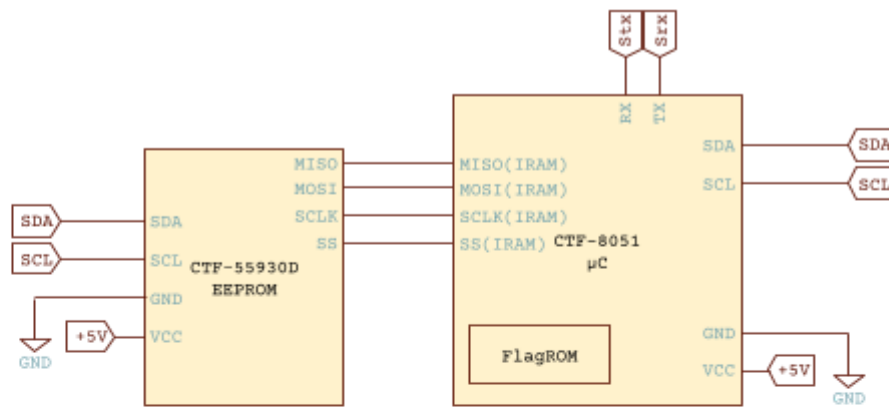 Stx
Srx
RX
TX
MISO
MOSI
SCLK
SS
SDA
SCL
GND
VCC
SDA
SCL
+5V
GND
CTF-55930D
EEPROM
MISO(IRAM)
MOSI(IRAM)
SCLK(IRAM)
SS(IRAM)
CTF-8051
µC
FlagROM
SDA
SCL
GND
VCC
SDA
SCL
+5V
GND